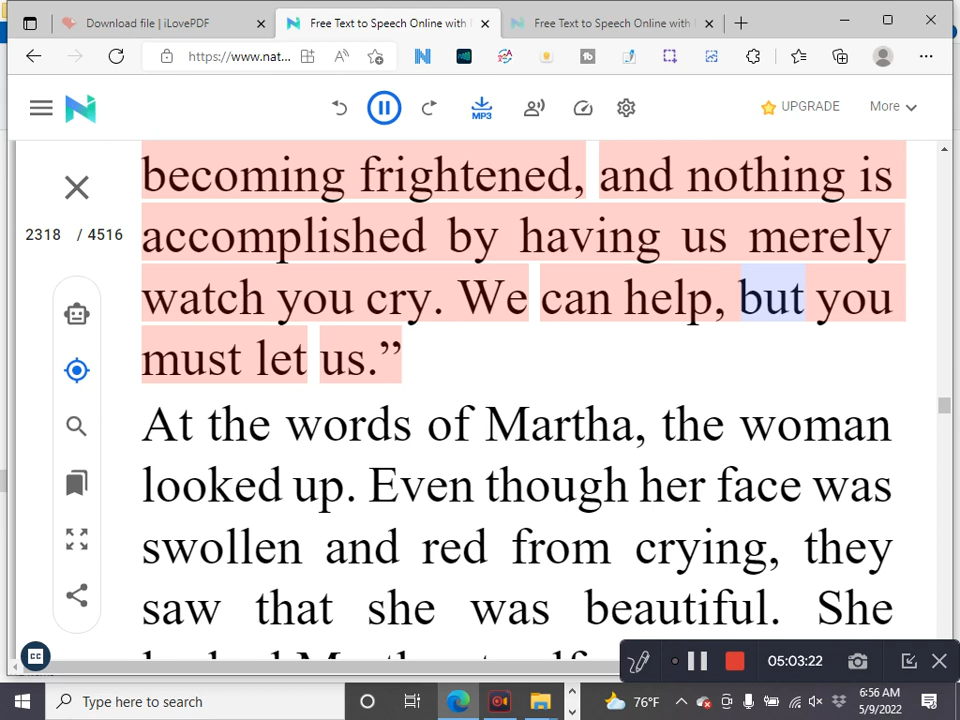 Download file | iLovePDF
Free Text to Speech Online with
Free Text to Speech Online with
https://www.nat...
tb
MP3
UPGRADE
More
2318 / 4516
becoming frightened, and nothing is
accomplished by having us merely
watch you cry. We can help, but you
must let us.”
At the words of Martha, the woman
looked up. Even though her face was
swollen and red from crying, they
saw that she was beautiful. She
CC
05:03:22
Type here to search
76°F
6:56 AM
5/9/2022